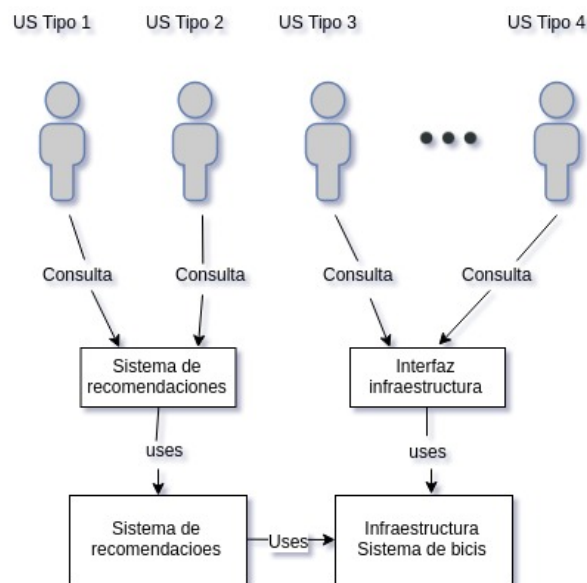 US Tipo 1
US Tipo 2
US Tipo 3
US Tipo 4
Consulta
Consulta
Consulta
Consulta
Sistema de
recomendaciones
Interfaz
infraestructura
uses
uses
Sistema de
recomendacioes
Uses
Infraestructura
Sistema de bicis